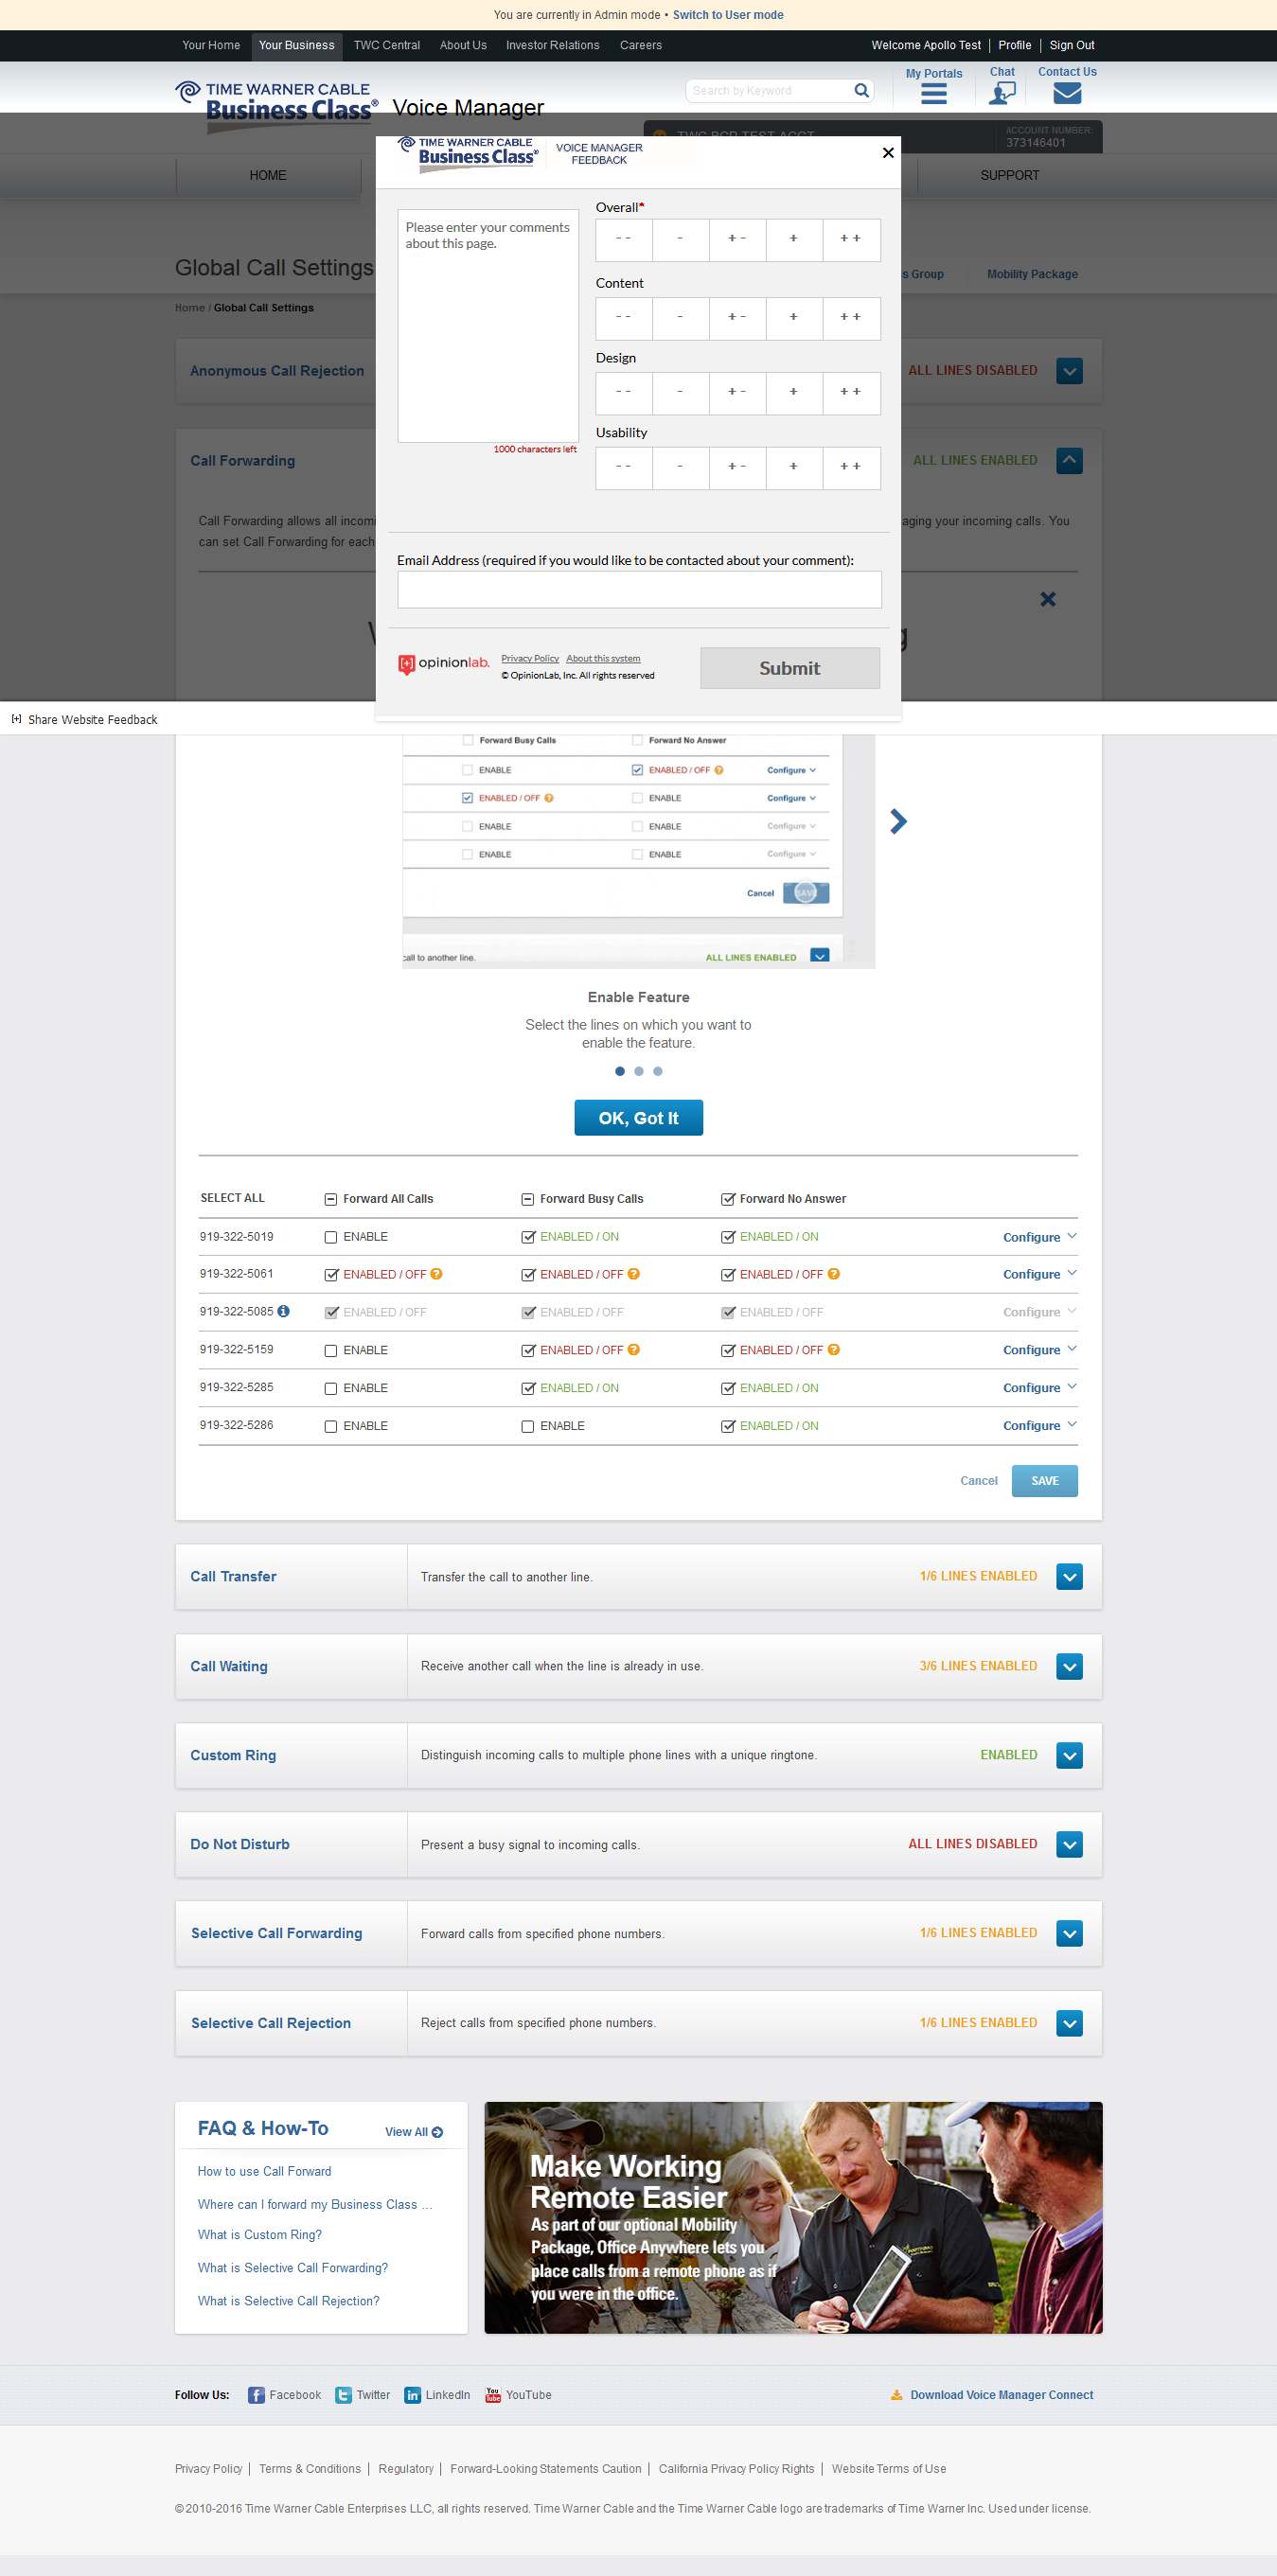 You are currently in Admin mode • Switch to User mode
Your Home Your Business TWC Central About Us Investor Relations Careers Welcome Apollo Test Profile Sign Out
TIME WARNER CABLE
Business Class®
Voice Manager
Search by Keyword
My Portals Chat Contact Us
TWC BCP TEST ACCT
ACCOUNT NUMBER:
373146401
HOME SUPPORT
TIME WARNER CABLE
Business Class®
VOICE MANAGER
FEEDBACK
Please enter your comments
about this page.
1000 characters left
Overall*
- - - + - + + +
Content
- - - + - + + +
Design
- - - + - + + +
Usability
- - - + - + + +
Email Address (required if you would like to be contacted about your comment):
opinionlab.
Privacy Policy About this system
© OpinionLab, Inc. All rights reserved
Submit
Global Call Settings
s Group Mobility Package
Home / Global Call Settings
Anonymous Call Rejection ALL LINES DISABLED
Call Forwarding ALL LINES ENABLED
Call Forwarding allows all incomi aging your incoming calls. You
can set Call Forwarding for each
[+] Share Website Feedback
Forward Busy Calls Forward No Answer
ENABLE ENABLED / OFF Configure
ENABLED / OFF ENABLE Configure
ENABLE ENABLE Configure
ENABLE ENABLE Configure
Cancel SAVE
call to another line. ALL LINES ENABLED
Enable Feature
Select the lines on which you want to
enable the feature.
OK, Got It
SELECT ALL Forward All Calls Forward Busy Calls Forward No Answer
919-322-5019 ENABLE ENABLED / ON ENABLED / ON Configure
919-322-5061 ENABLED / OFF ENABLED / OFF ENABLED / OFF Configure
919-322-5085 ENABLED / OFF ENABLED / OFF ENABLED / OFF Configure
919-322-5159 ENABLE ENABLED / OFF ENABLED / OFF Configure
919-322-5285 ENABLE ENABLED / ON ENABLED / ON Configure
919-322-5286 ENABLE ENABLE ENABLED / ON Configure
Cancel SAVE
Call Transfer Transfer the call to another line. 1/6 LINES ENABLED
Call Waiting Receive another call when the line is already in use. 3/6 LINES ENABLED
Custom Ring Distinguish incoming calls to multiple phone lines with a unique ringtone. ENABLED
Do Not Disturb Present a busy signal to incoming calls. ALL LINES DISABLED
Selective Call Forwarding Forward calls from specified phone numbers. 1/6 LINES ENABLED
Selective Call Rejection Reject calls from specified phone numbers. 1/6 LINES ENABLED
FAQ & How-To View All
How to use Call Forward
Where can I forward my Business Class ...
What is Custom Ring?
What is Selective Call Forwarding?
What is Selective Call Rejection?
Make Working
Remote Easier
As part of our optional Mobility
Package, Office Anywhere lets you
place calls from a remote phone as if
you were in the office.
Follow Us: Facebook Twitter LinkedIn YouTube Download Voice Manager Connect
Privacy Policy Terms & Conditions Regulatory Forward-Looking Statements Caution California Privacy Policy Rights Website Terms of Use
© 2010-2016 Time Warner Cable Enterprises LLC, all rights reserved. Time Warner Cable and the Time Warner Cable logo are trademarks of Time Warner Inc. Used under license.